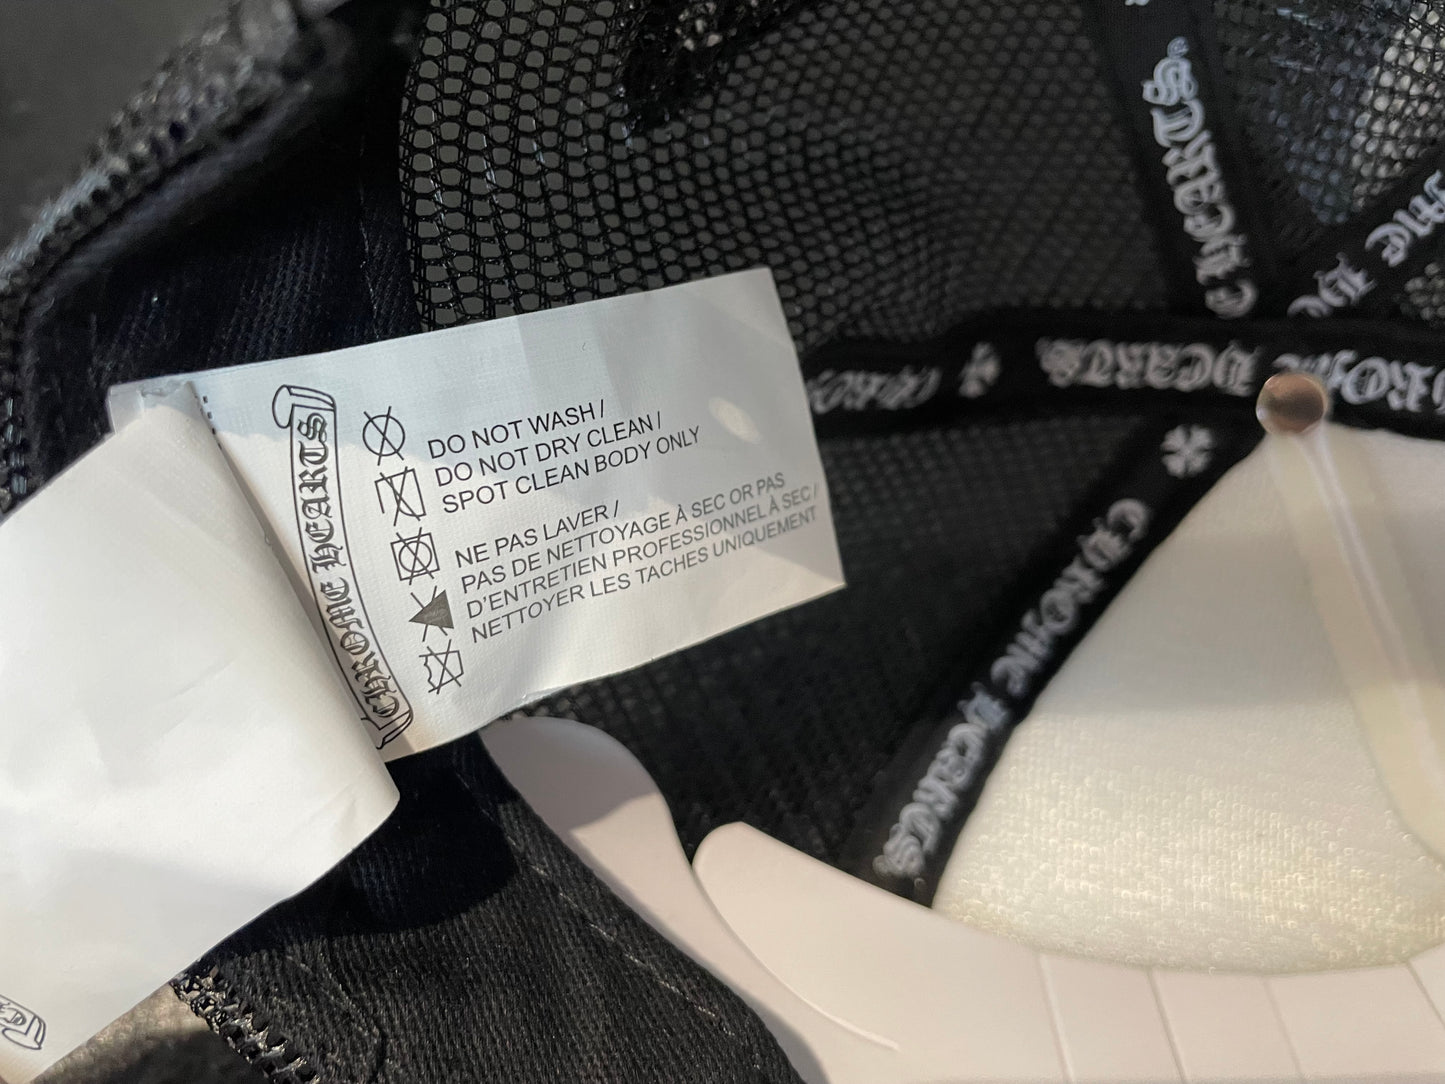 CHROME HEARTS
DO NOT WASH /
DO NOT DRY CLEAN /
SPOT CLEAN BODY ONLY
NE PAS LAVER /
PAS DE NETTOYAGE À SEC OR PAS
D'ENTRETIEN PROFESSIONNEL À SEC /
NETTOYER LES TACHES UNIQUEMENT
HEARTS
CHRO
CHROME HEARTS
CHROME HEARTS